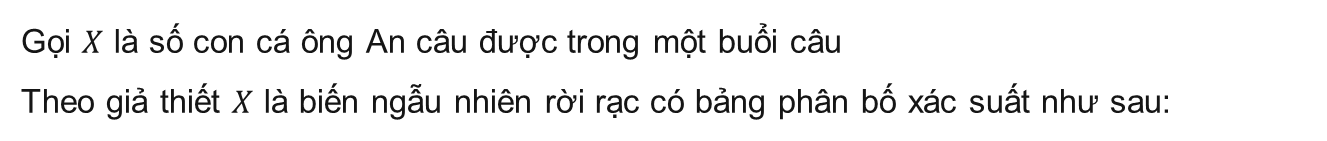 Gọi X là số con cá ông An câu được trong một buổi câu
Theo giả thiết X là biến ngẫu nhiên rời rạc có bảng phân bố xác suất như sau: